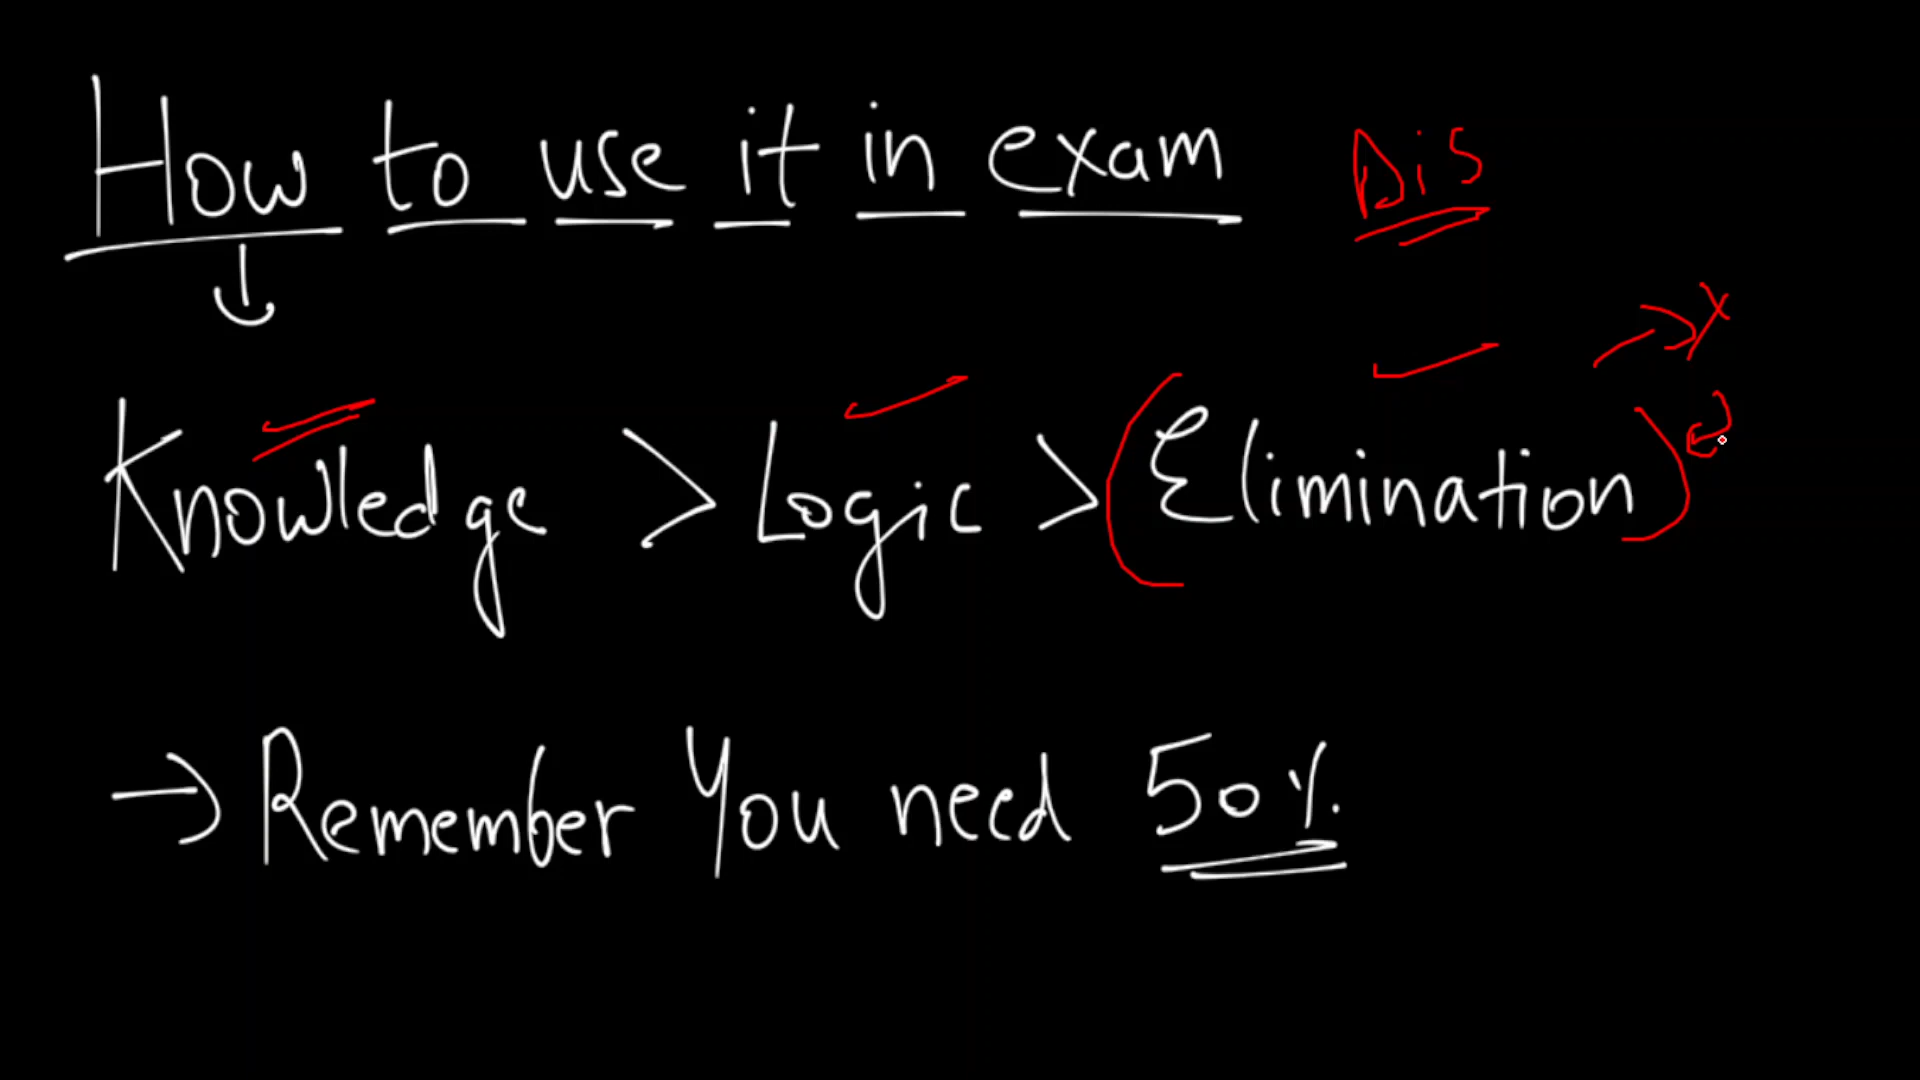 How to use it in exam Dis
Knowledge > Logic > (Elimination)
→ Remember You need 50%.